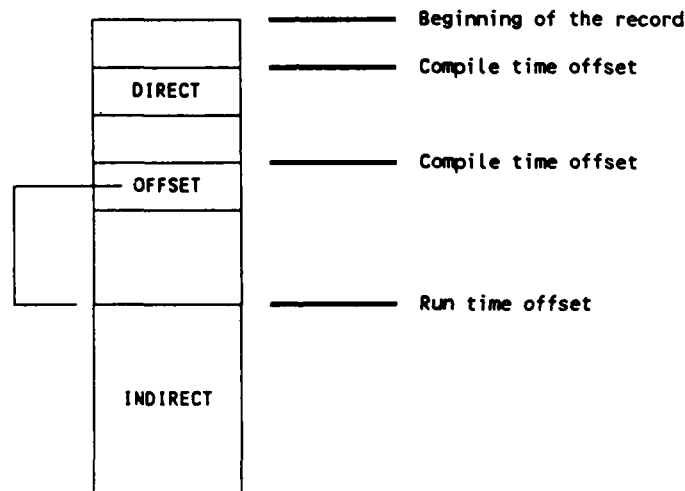 Beginning of the record
Compile time offset
DIRECT
Compile time offset
OFFSET
Run time offset
INDIRECT